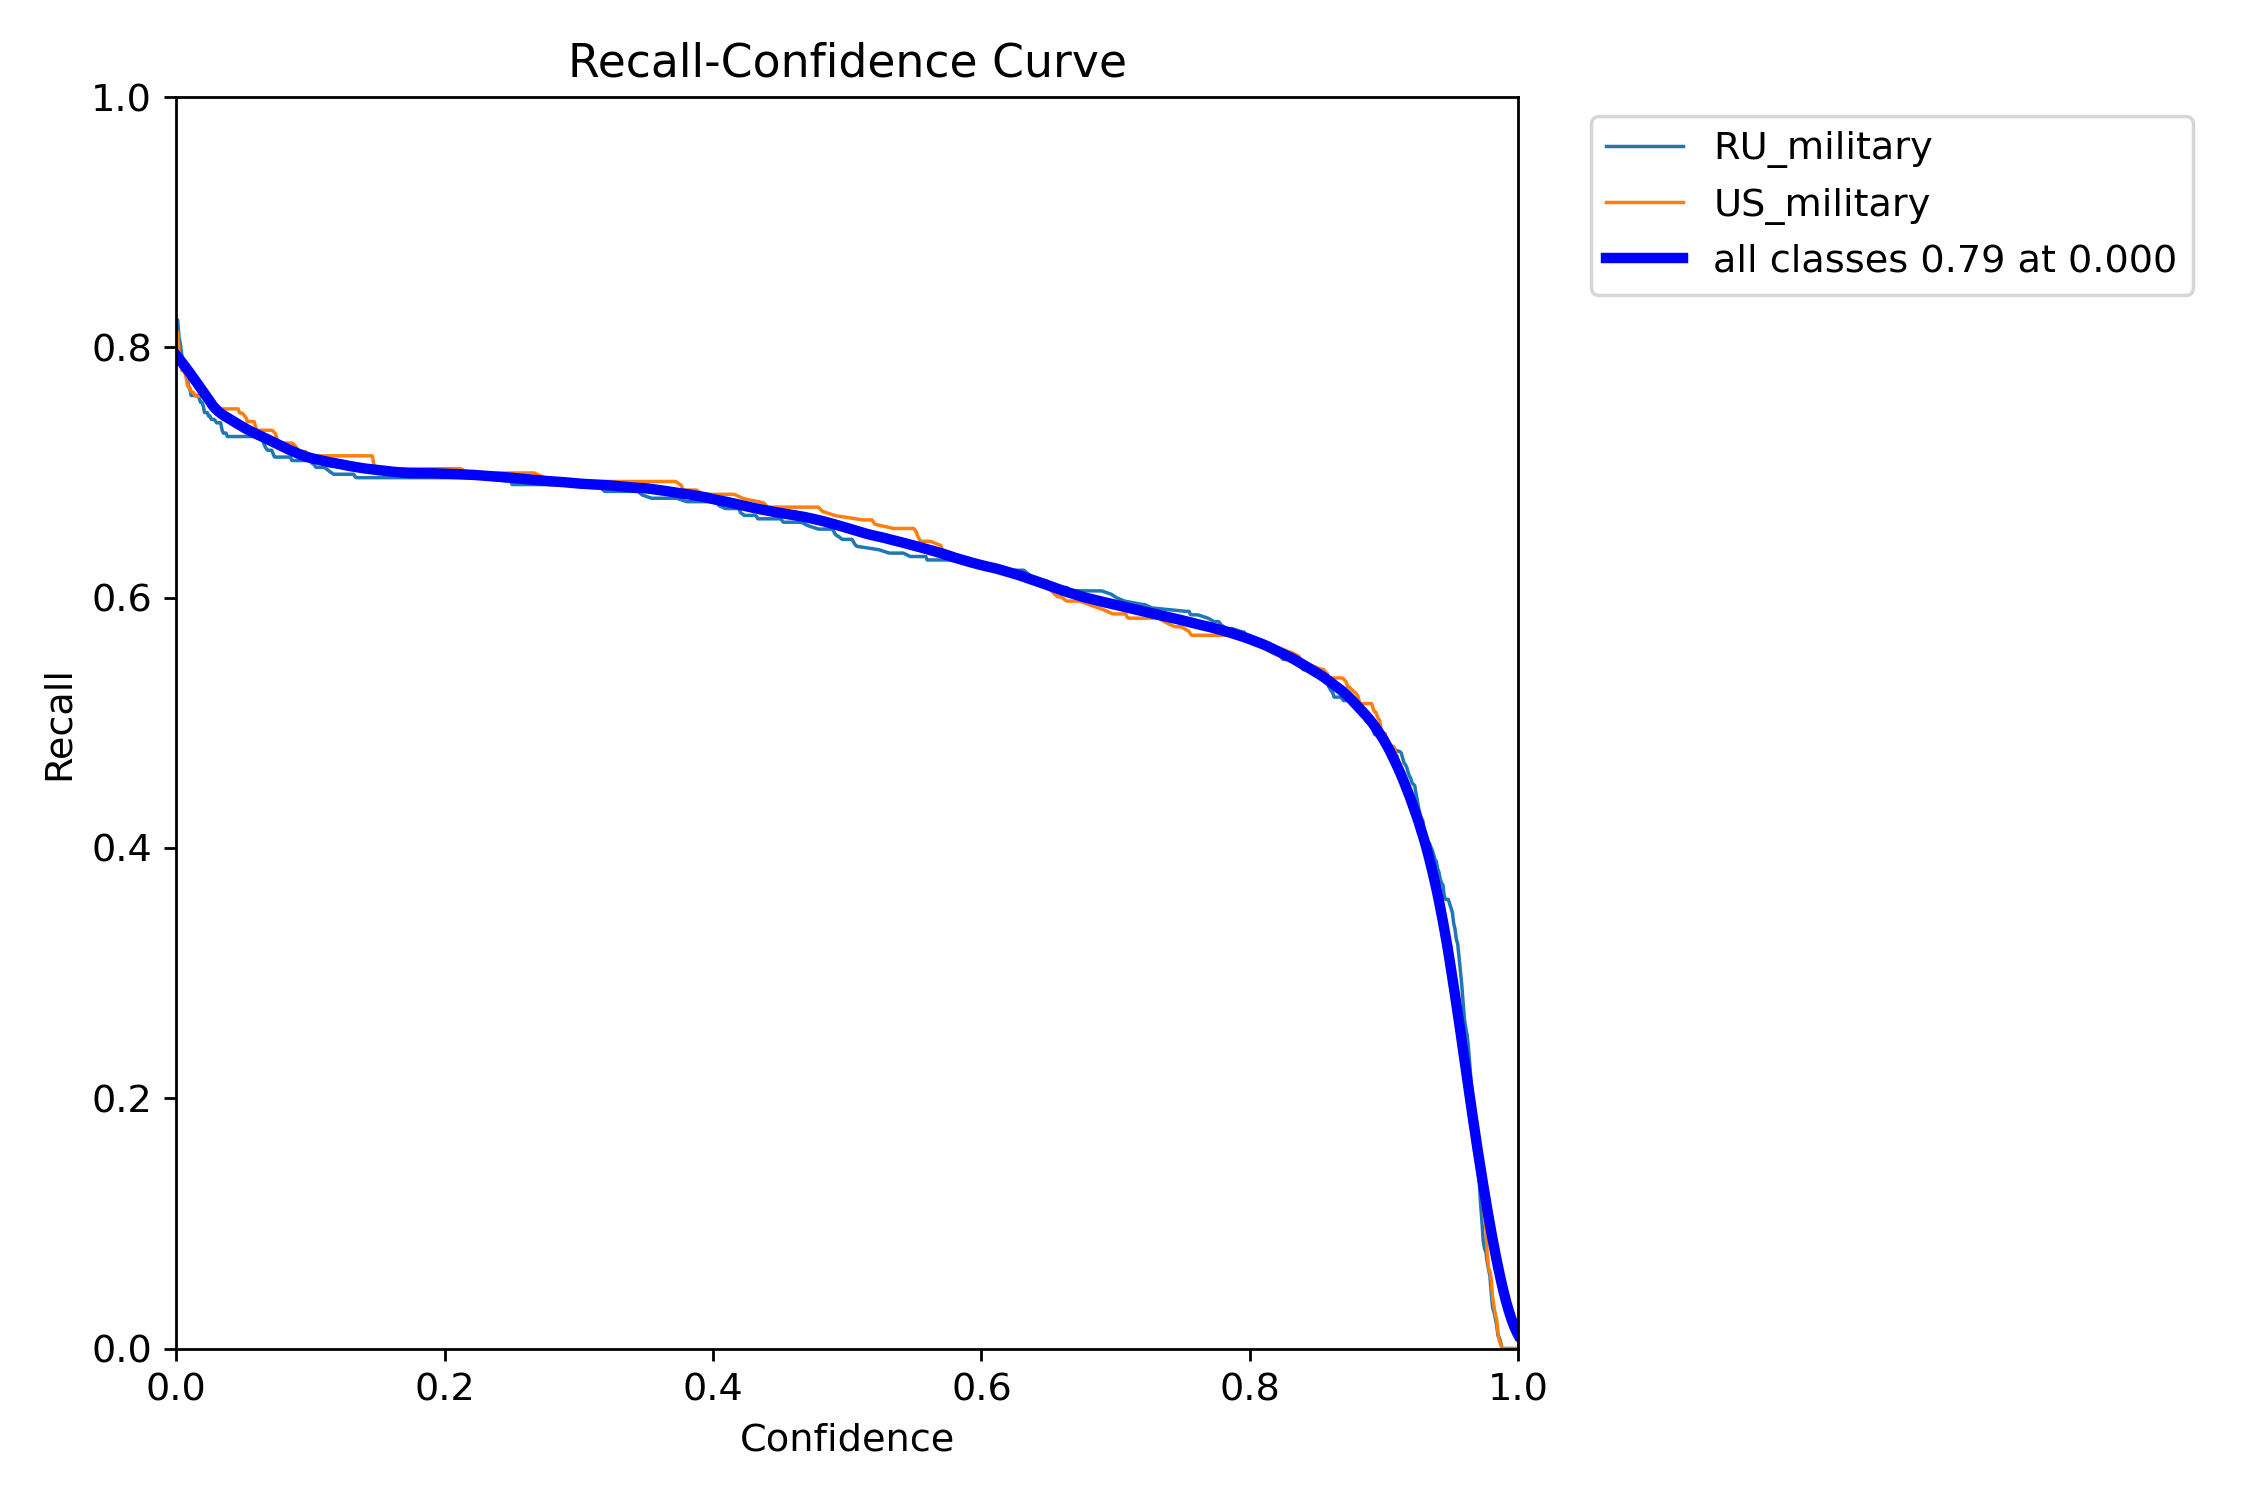 Recall-Confidence Curve
1.0
0.8
0.6
0.4
0.2
0.0
Recall
0.0 0.2 0.4 0.6 0.8 1.0
Confidence
RU_military
US_military
all classes 0.79 at 0.000